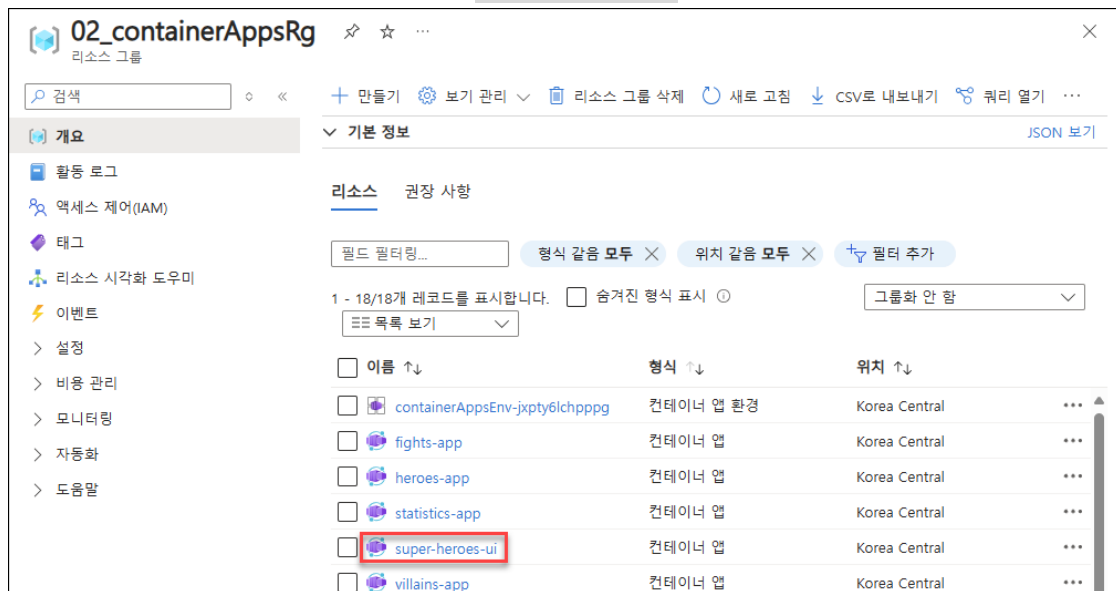 02_containerAppsRg
리소스 그룹
검색
만들기 보기 관리 리소스 그룹 삭제 새로 고침 CSV로 내보내기 쿼리 열기
개요
활동 로그
액세스 제어(IAM)
태그
리소스 시각화 도우미
이벤트
설정
비용 관리
모니터링
자동화
도움말
기본 정보 JSON 보기
리소스 권장 사항
필드 필터링... 형식 같음 모두 위치 같음 모두 필터 추가
1 - 18/18개 레코드를 표시합니다. 숨겨진 형식 표시 그룹화 안 함
목록 보기
이름 형식 위치
containerAppsEnv-jxpty6lchpppg 컨테이너 앱 환경 Korea Central
fights-app 컨테이너 앱 Korea Central
heroes-app 컨테이너 앱 Korea Central
statistics-app 컨테이너 앱 Korea Central
super-heroes-ui 컨테이너 앱 Korea Central
villains-app 컨테이너 앱 Korea Central